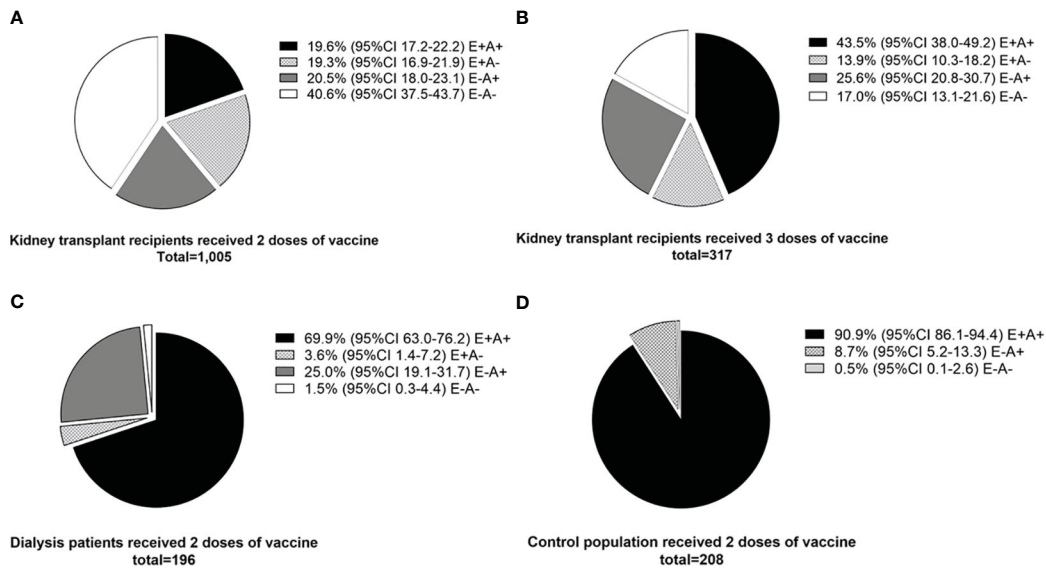 A
19.6% (95%CI 17.2-22.2) E+A+
19.3% (95%CI 16.9-21.9) E+A-
20.5% (95%CI 18.0-23.1) E-A+
40.6% (95%CI 37.5-43.7) E-A-
Kidney transplant recipients received 2 doses of vaccine
Total=1,005
B
43.5% (95%CI 38.0-49.2) E+A+
13.9% (95%CI 10.3-18.2) E+A-
25.6% (95%CI 20.8-30.7) E-A+
17.0% (95%CI 13.1-21.6) E-A-
Kidney transplant recipients received 3 doses of vaccine
total=317
C
69.9% (95%CI 63.0-76.2) E+A+
3.6% (95%CI 1.4-7.2) E+A-
25.0% (95%CI 19.1-31.7) E-A+
1.5% (95%CI 0.3-4.4) E-A-
Dialysis patients received 2 doses of vaccine
total=196
D
90.9% (95%CI 86.1-94.4) E+A+
8.7% (95%CI 5.2-13.3) E-A+
0.5% (95%CI 0.1-2.6) E-A-
Control population received 2 doses of vaccine
total=208